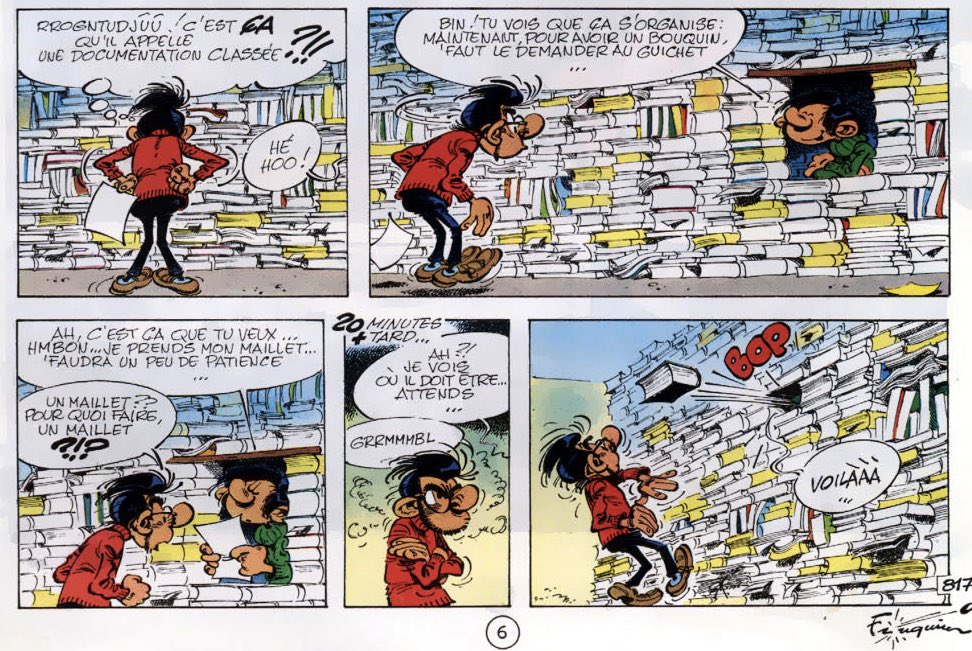 RROGNTUDJÛÛ ! C'EST ÇA
QU'IL APPELLE
UNE DOCUMENTATION CLASSÉE ?!!
HÉ
HOO !
BIN ! TU VOIS QUE ÇA S'ORGANISE :
MAINTENANT, POUR AVOIR UN BOUQUIN,
'FAUT LE DEMANDER AU GUICHET
...
AH, C'EST ÇA QUE TU VEUX...
HMBON... JE PRENDS MON MAILLET...
'FAUDRA UN PEU DE PATIENCE
...
UN MAILLET ??
POUR QUOI FAIRE,
UN MAILLET
?!?
20 MINUTES
+ TARD...
AH ?!
JE VOIS
OÙ IL DOIT ÊTRE...
ATTENDS
...
GRRMMHBL
BOP
VOILÀÀÀ
...
817
6
Franquin